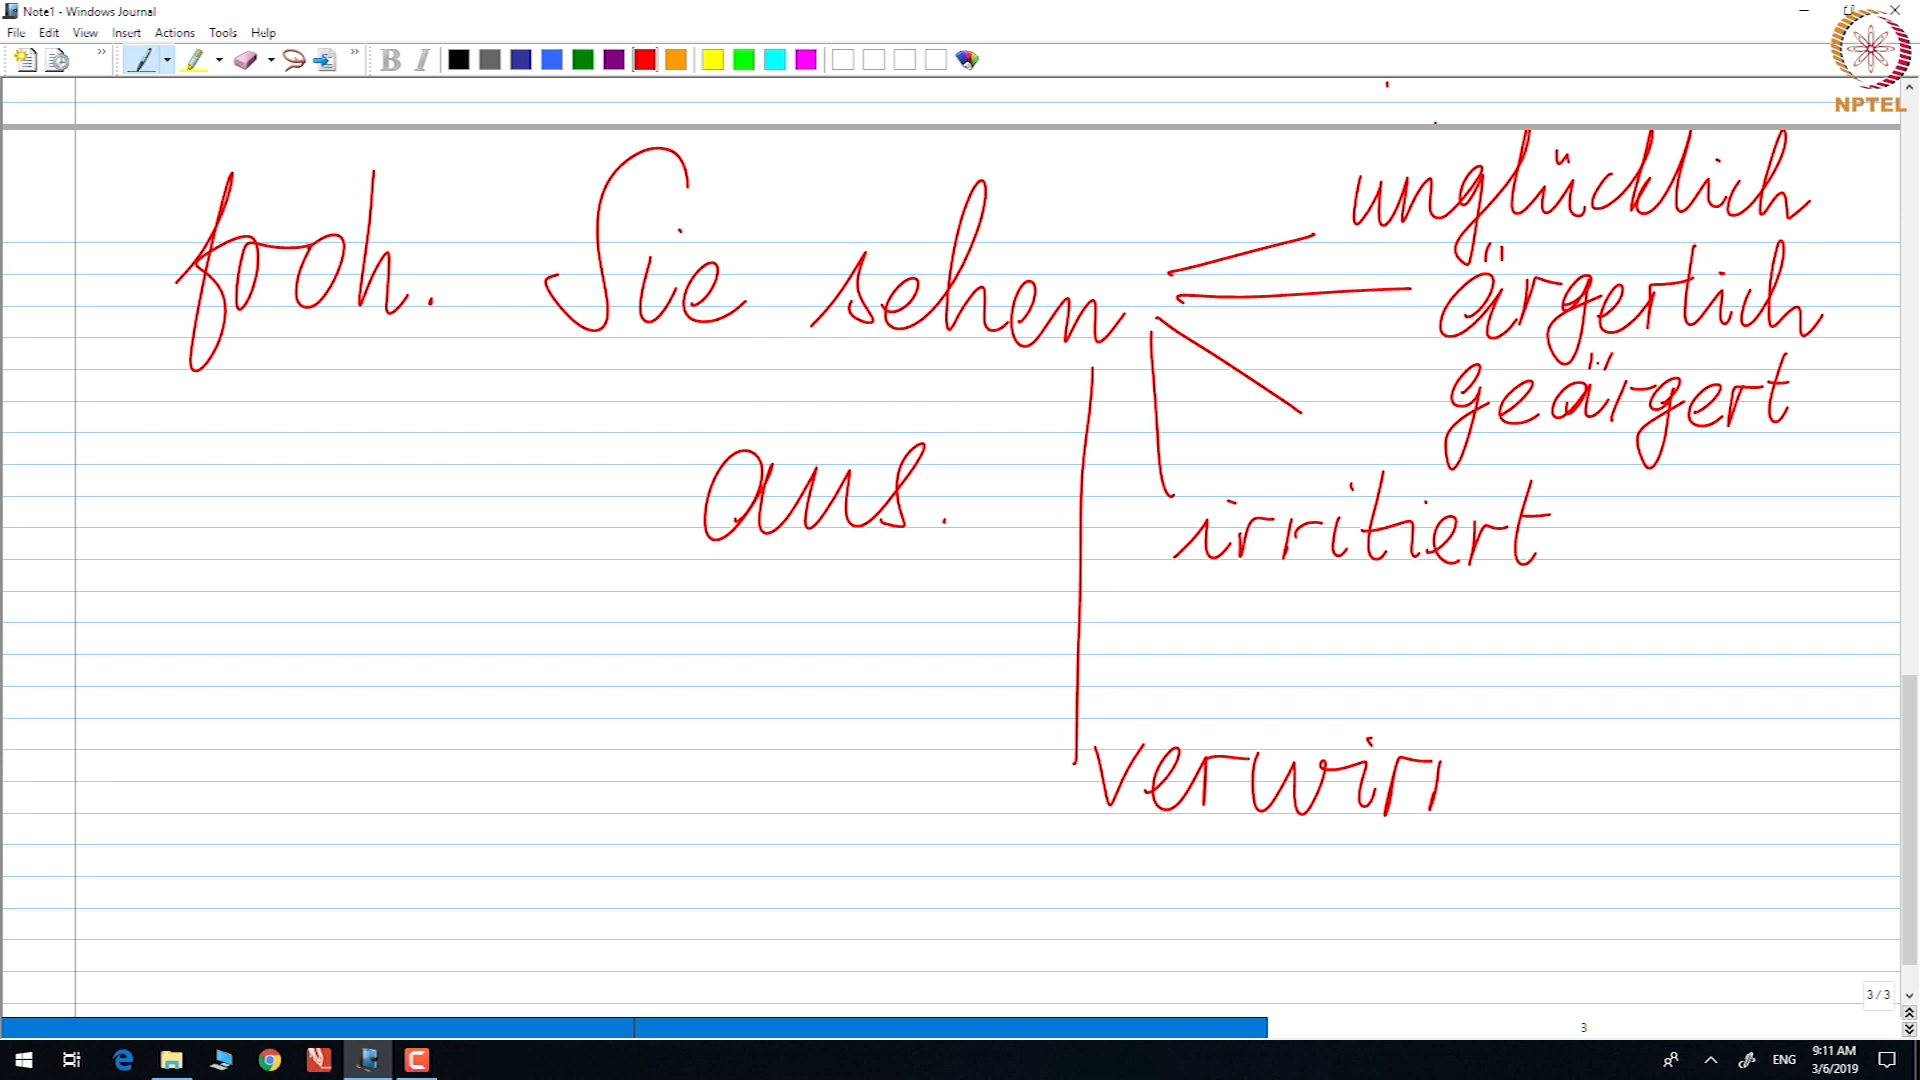 Note1 - Windows Journal
File Edit View Insert Actions Tools Help
B I
NPTEL
froh. Sie sehen
unglücklich
ärgerlich
geärgert
aus.
irritiert
verwirr
3 / 3
3
ENG
9:11 AM
3/6/2019